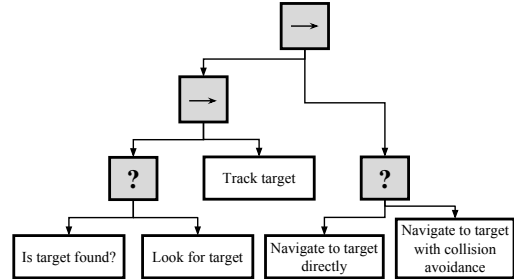 →
→
?
Track target
?
Is target found?
Look for target
Navigate to target
directly
Navigate to target
with collision
avoidance